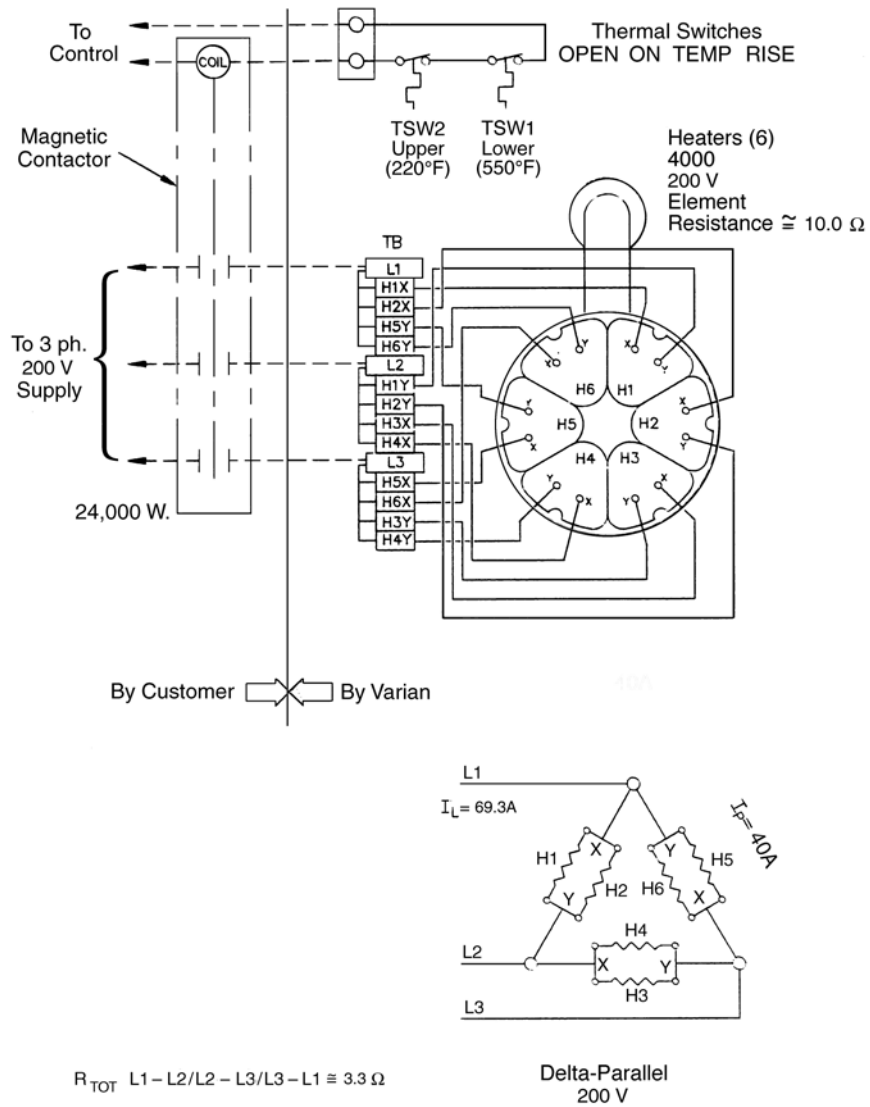 To
Control
COIL
Thermal Switches
OPEN ON TEMP RISE
Magnetic
Contactor
TSW2
Upper
(220°F)
TSW1
Lower
(550°F)
Heaters (6)
4000
200 V
Element
Resistance ≅ 10.0 Ω
TB
L1
H1X
H2X
H5Y
H6Y
L2
H1Y
H2Y
H3X
H4X
L3
H5X
H6X
H3Y
H4Y
To 3 ph.
200 V
Supply
24,000 W.
Y
X
X
Y
H6
H1
Y
X
H5
H2
X
Y
H4
H3
Y
X
Y
X
By Customer
By Varian
L1
I_L = 69.3A
I_P = 40A
H1
X
Y
H2
Y
H5
H6
X
H4
L2
X
Y
H3
L3
R_TOT L1 – L2/L2 – L3/L3 – L1 ≅ 3.3 Ω
Delta-Parallel
200 V